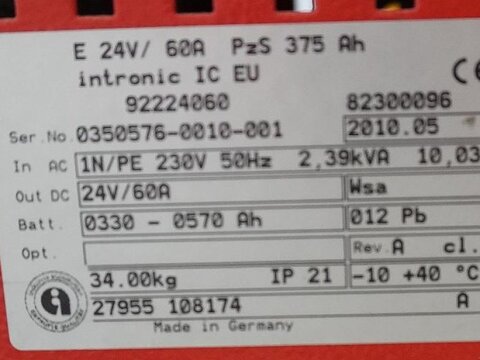 E 24V/ 60A PzS 375 Ah
intronic IC EU
92224060 82300096
Ser.No. 0350576-0010-001 2010.05
In AC 1N/PE 230V 50Hz 2,39kVA 10,03
Out DC 24V/60A Wsa
Batt. 0330 - 0570 Ah 012 Pb
Opt. Rev. A cl.
34.00kg IP 21 -10 +40 °C
27955 108174 A
Made in Germany